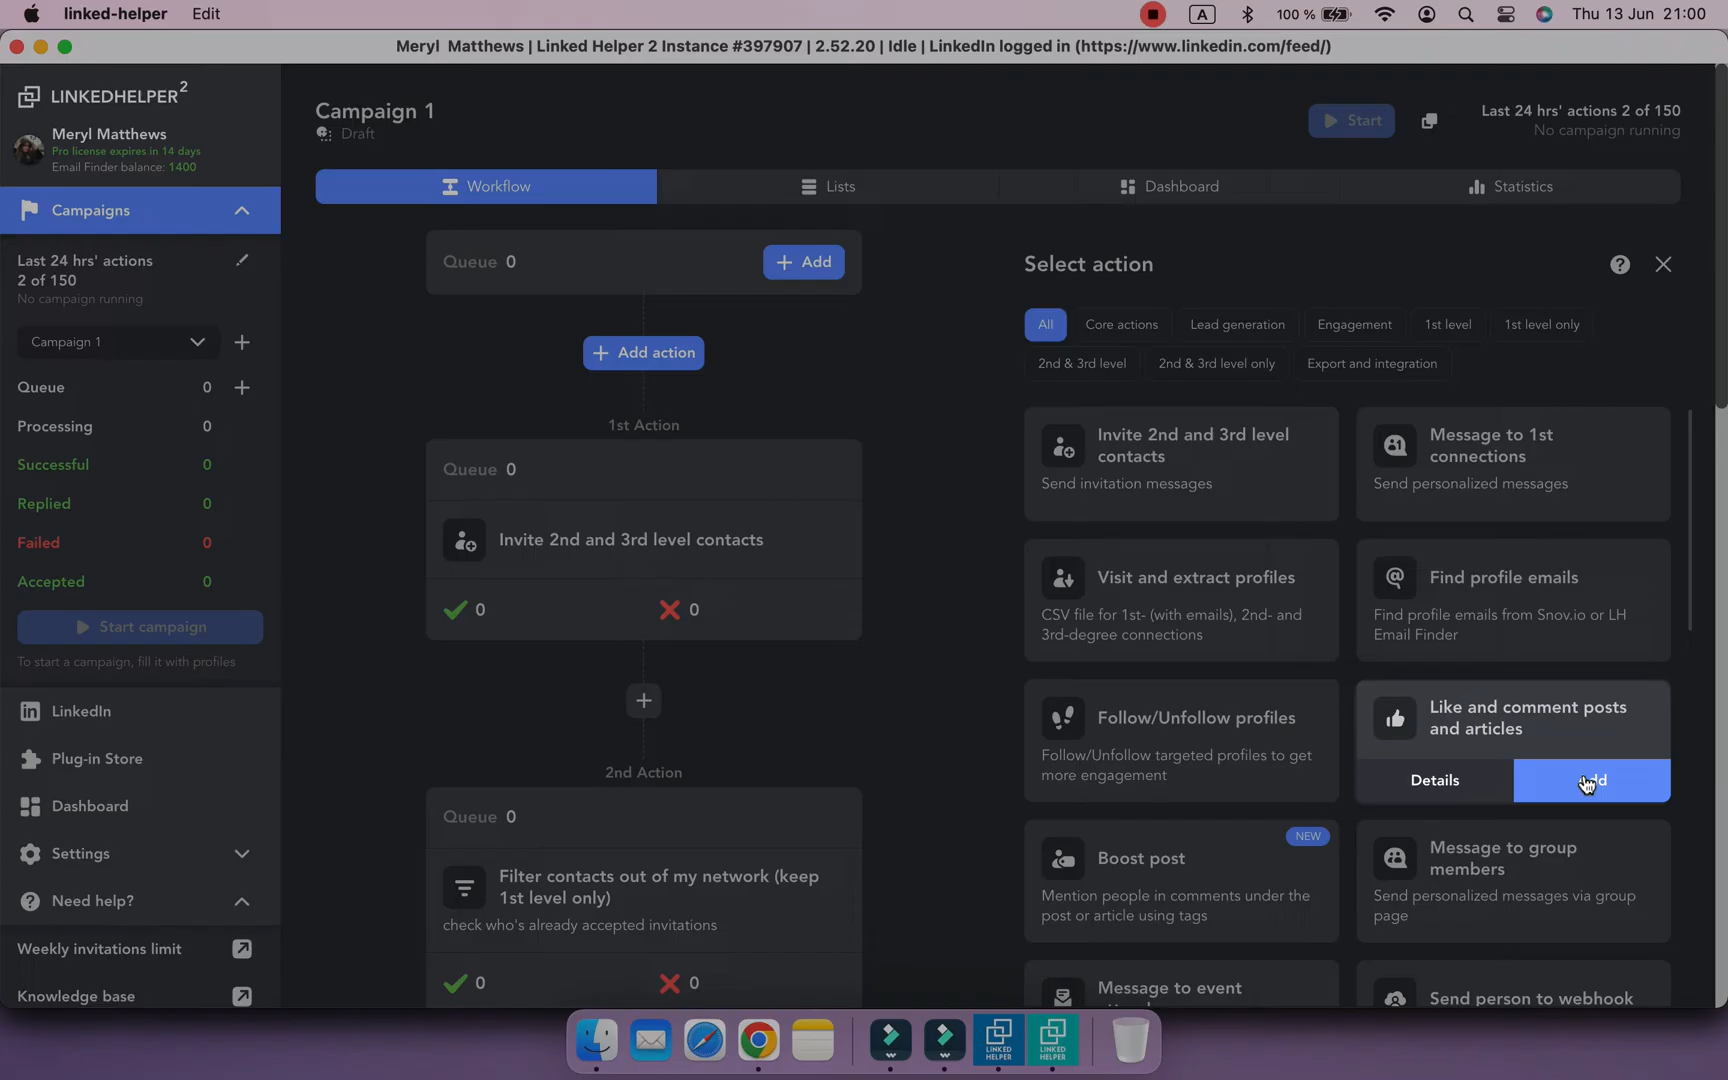 linked-helper Edit
A 100 % Thu 13 Jun 21:00
Meryl Matthews | Linked Helper 2 Instance #397907 | 2.52.20 | Idle | LinkedIn logged in (https://www.linkedin.com/feed/)
LINKEDHELPER 2
Meryl Matthews
Pro license expires in 14 days
Email Finder balance: 1400
Campaigns
Last 24 hrs' actions
2 of 150
No campaign running
Campaign 1
Queue 0
Processing 0
Successful 0
Replied 0
Failed 0
Accepted 0
Start campaign
To start a campaign, fill it with profiles
LinkedIn
Plug-in Store
Dashboard
Settings
Need help?
Weekly invitations limit
Knowledge base
Campaign 1
Draft
Start
Last 24 hrs' actions 2 of 150
No campaign running
Workflow
Lists
Dashboard
Statistics
Queue 0
Add
Add action
1st Action
Queue 0
Invite 2nd and 3rd level contacts
0 0
2nd Action
Queue 0
Filter contacts out of my network (keep
1st level only)
check who's already accepted invitations
0 0
Select action
All Core actions Lead generation Engagement 1st level 1st level only
2nd & 3rd level 2nd & 3rd level only Export and integration
Invite 2nd and 3rd level
contacts
Send invitation messages
Message to 1st
connections
Send personalized messages
Visit and extract profiles
CSV file for 1st- (with emails), 2nd- and
3rd-degree connections
Find profile emails
Find profile emails from Snov.io or LH
Email Finder
Follow/Unfollow profiles
Follow/Unfollow targeted profiles to get
more engagement
Like and comment posts
and articles
Details
NEW
Boost post
Mention people in comments under the
post or article using tags
Message to group
members
Send personalized messages via group
page
Message to event
Send person to webhook
LINKED
HELPER
LINKED
HELPER